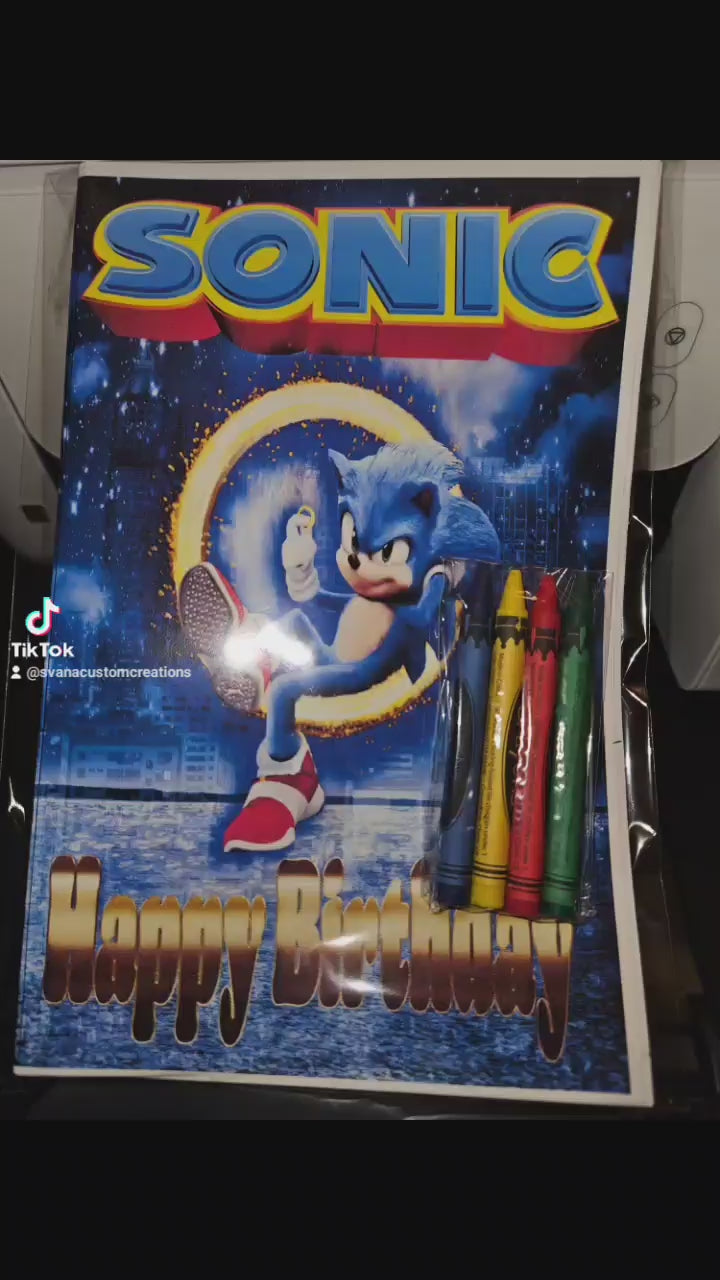 SONIC
TikTok
@svanacustomcreations
Happy Birthday